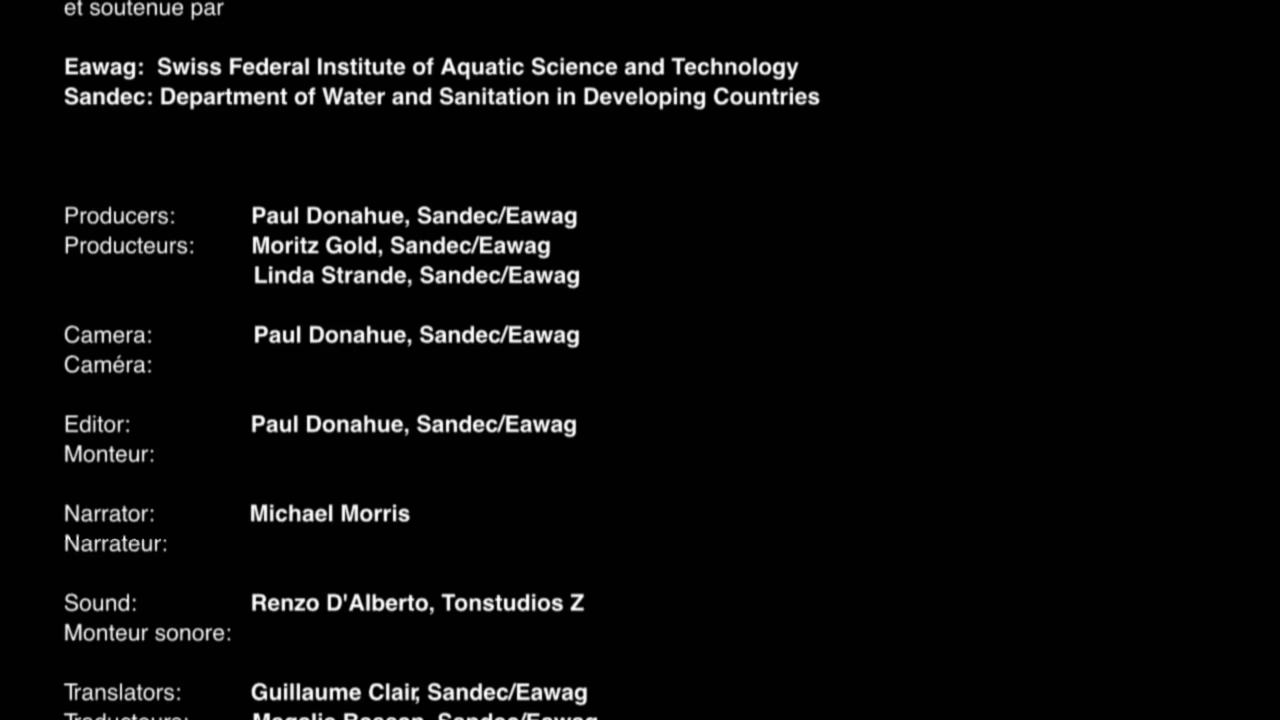 et soutenue par
Eawag: Swiss Federal Institute of Aquatic Science and Technology
Sandec: Department of Water and Sanitation in Developing Countries
Producers: Paul Donahue, Sandec/Eawag
Producteurs: Moritz Gold, Sandec/Eawag
Linda Strande, Sandec/Eawag
Camera: Paul Donahue, Sandec/Eawag
Caméra:
Editor: Paul Donahue, Sandec/Eawag
Monteur:
Narrator: Michael Morris
Narrateur:
Sound: Renzo D'Alberto, Tonstudios Z
Monteur sonore:
Translators: Guillaume Clair, Sandec/Eawag
Traducteurs: Sandec/Eawag